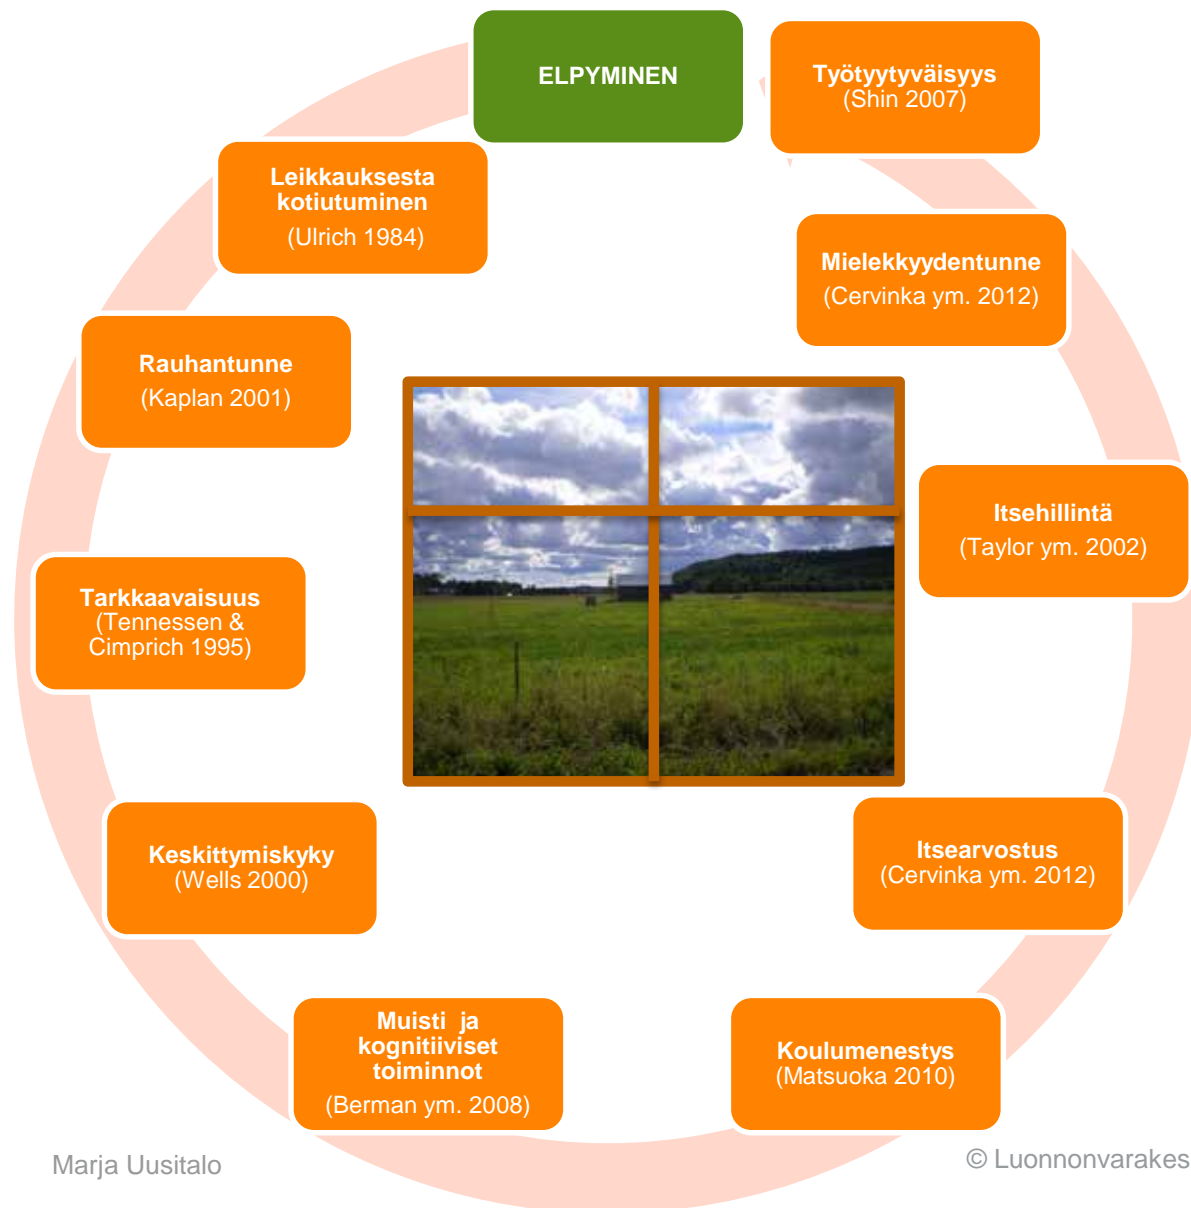 ELPYMINEN
Työtyytyväisyys
(Shin 2007)
Leikkauksesta
kotiutuminen
(Ulrich 1984)
Mielekkyydentunne
(Cervinka ym. 2012)
Rauhantunne
(Kaplan 2001)
Itsehillintä
(Taylor ym. 2002)
Tarkkaavaisuus
(Tennessen &
Cimprich 1995)
Keskittymiskyky
(Wells 2000)
Itsearvostus
(Cervinka ym. 2012)
Muisti ja
kognitiiviset
toiminnot
(Berman ym. 2008)
Koulumenestys
(Matsuoka 2010)
Marja Uusitalo
© Luonnonvarakes